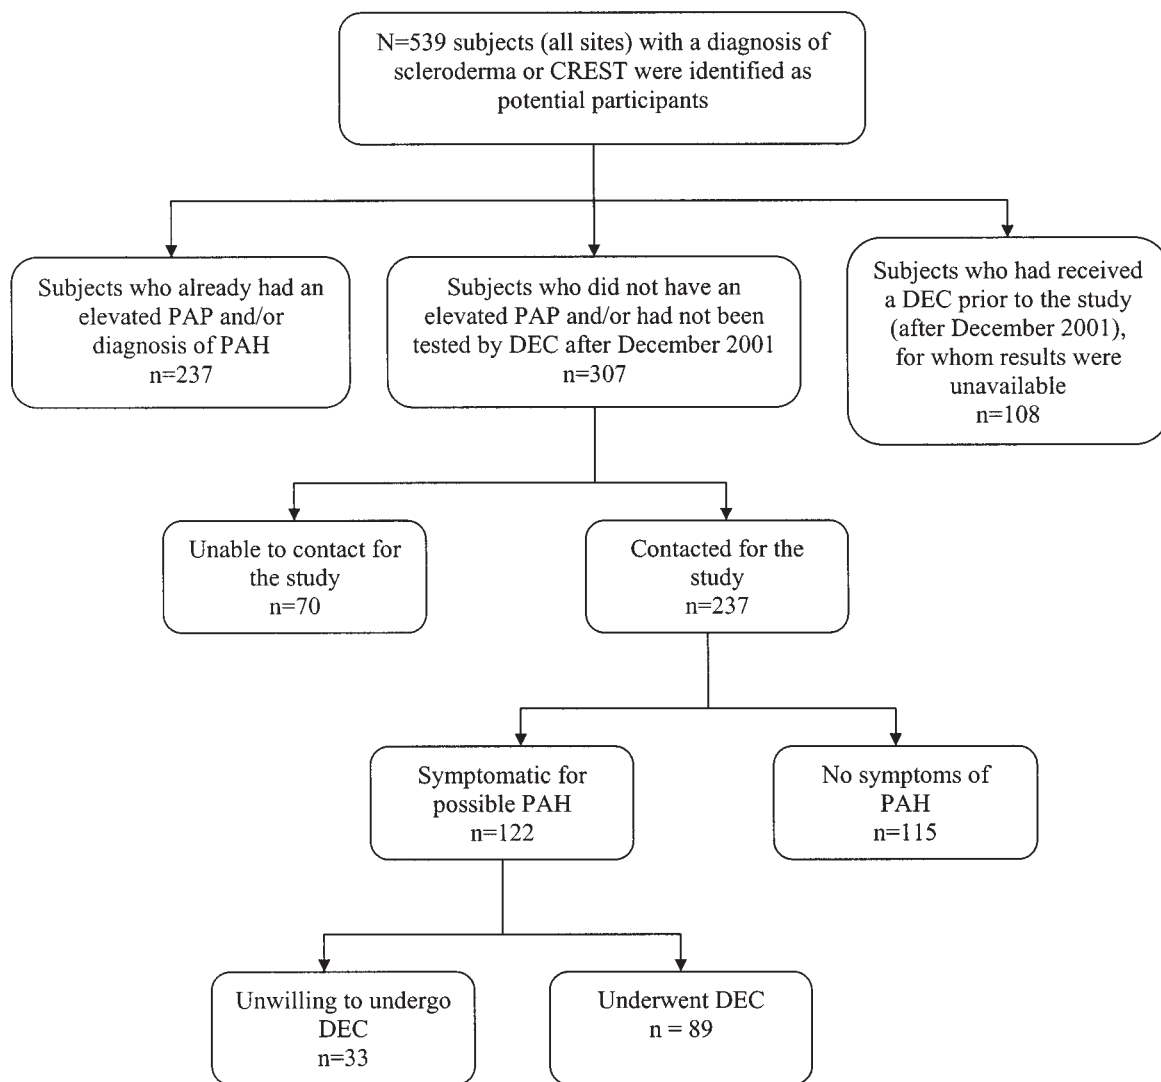 N=539 subjects (all sites) with a diagnosis of
scleroderma or CREST were identified as
potential participants
Subjects who already had an
elevated PAP and/or
diagnosis of PAH
n=237
Subjects who did not have an
elevated PAP and/or had not been
tested by DEC after December 2001
n=307
Subjects who had received
a DEC prior to the study
(after December 2001),
for whom results were
unavailable
n=108
Unable to contact for
the study
n=70
Contacted for the
study
n=237
Symptomatic for
possible PAH
n=122
No symptoms of
PAH
n=115
Unwilling to undergo
DEC
n=33
Underwent DEC
n = 89